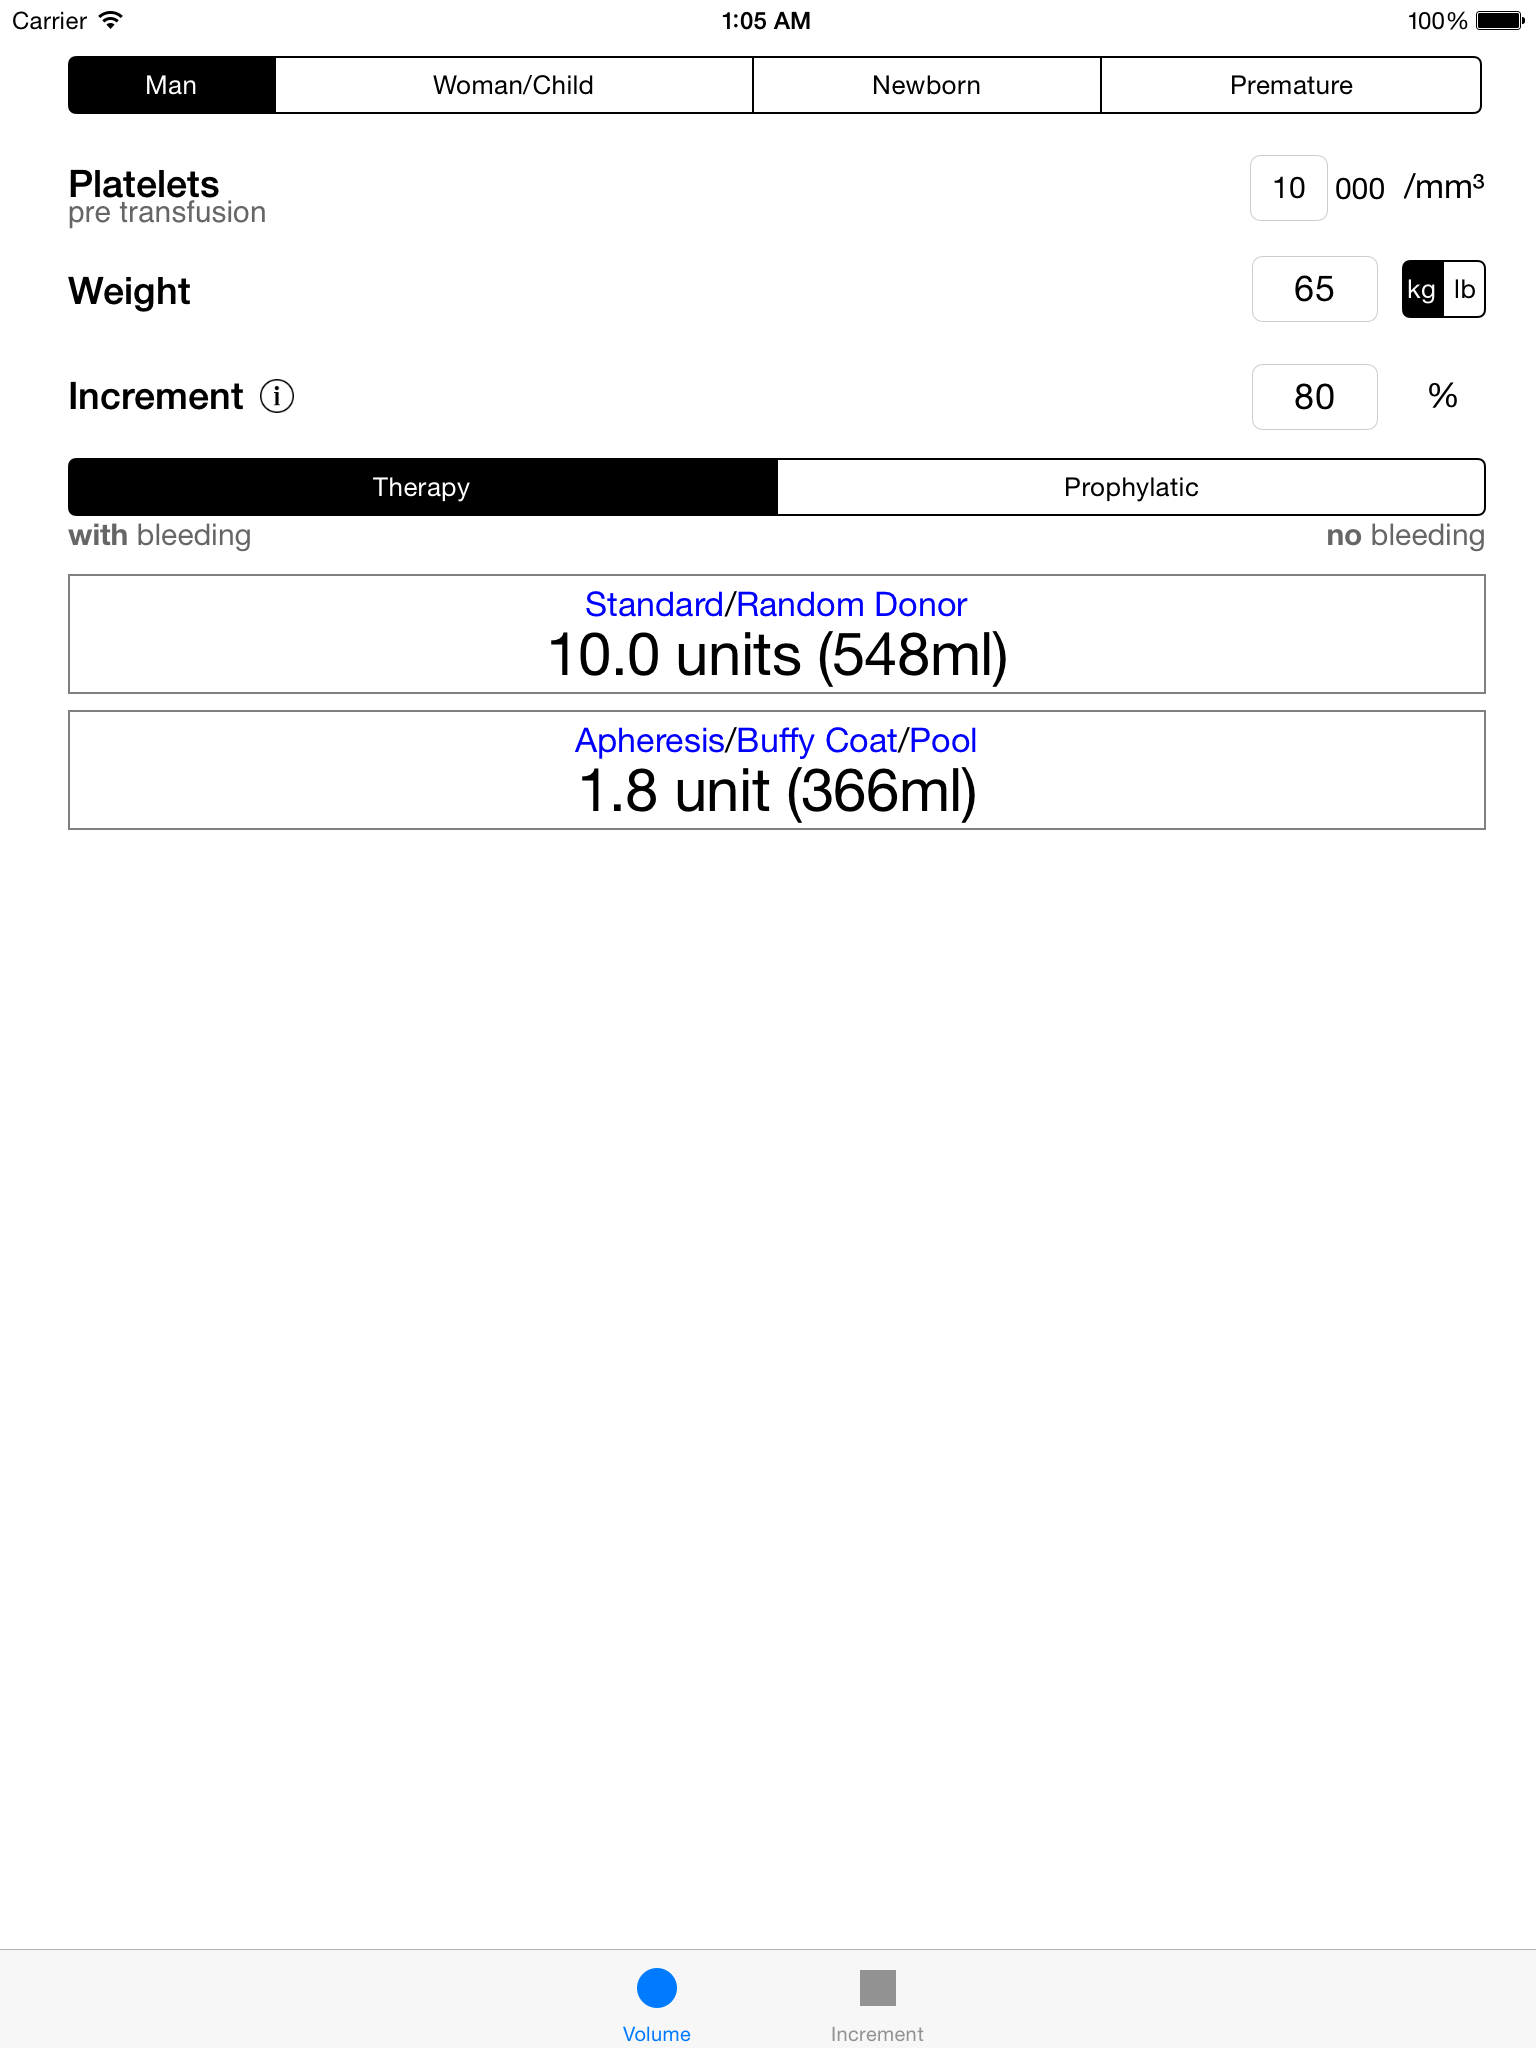 Carrier 1:05 AM 100%
Man Woman/Child Newborn Premature
Platelets 10 000 /mm³
pre transfusion
Weight 65 kg lb
Increment i 80 %
Therapy Prophylatic
with bleeding no bleeding
Standard/Random Donor
10.0 units (548ml)
Apheresis/Buffy Coat/Pool
1.8 unit (366ml)
Volume Increment